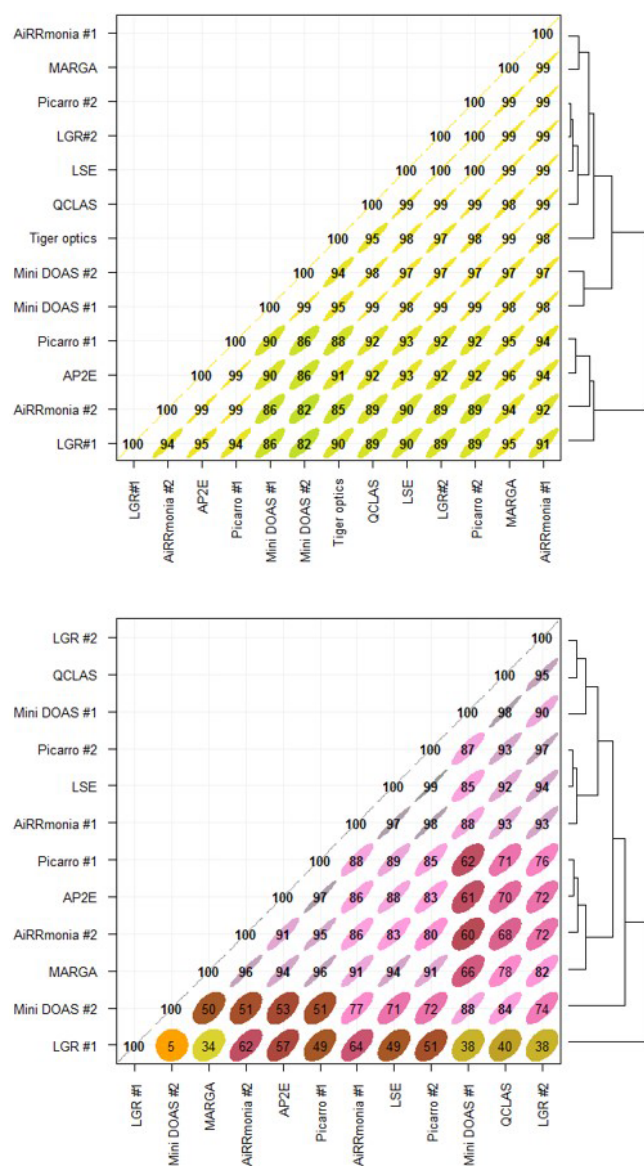 AiRRmonia #1 100
MARGA 100 99
Picarro #2 100 99 99
LGR#2 100 100 99 99
LSE 100 100 100 99 99
QCLAS 100 99 99 99 98 99
Tiger optics 100 95 98 97 98 99 98
Mini DOAS #2 100 94 98 97 97 97 97 97
Mini DOAS #1 100 99 95 99 98 99 99 98 98
Picarro #1 100 90 86 88 92 93 92 92 95 94
AP2E 100 99 90 86 91 92 93 92 92 96 94
AiRRmonia #2 100 99 99 86 82 85 89 90 89 89 94 92
LGR#1 100 94 95 94 86 82 90 89 90 89 89 95 91
LGR#1 AiRRmonia #2 AP2E Picarro #1 Mini DOAS #1 Mini DOAS #2 Tiger optics QCLAS LSE LGR#2 Picarro #2 MARGA AiRRmonia #1
LGR #2 100
QCLAS 100 95
Mini DOAS #1 100 98 90
Picarro #2 100 87 93 97
LSE 100 99 85 92 94
AiRRmonia #1 100 97 98 88 93 93
Picarro #1 100 88 89 85 62 71 76
AP2E 100 97 86 88 83 61 70 72
AiRRmonia #2 100 91 95 86 83 80 60 68 72
MARGA 100 96 94 96 91 94 91 66 78 82
Mini DOAS #2 100 50 51 53 51 77 71 72 88 84 74
LGR #1 100 5 34 62 57 49 64 49 51 38 40 38
LGR #1 Mini DOAS #2 MARGA AiRRmonia #2 AP2E Picarro #1 AiRRmonia #1 LSE Picarro #2 Mini DOAS #1 QCLAS LGR #2